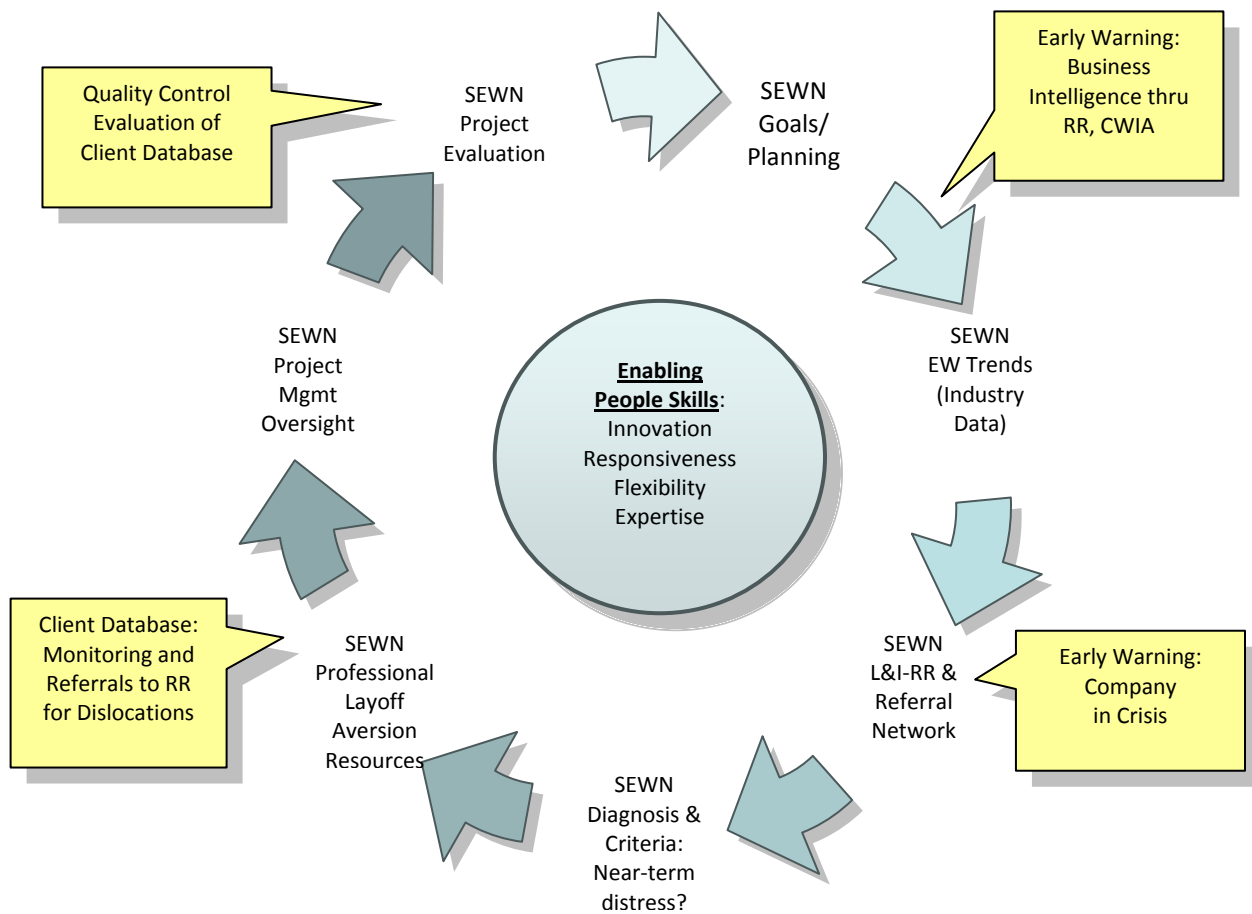 Quality Control
Evaluation of
Client Database
SEWN
Project
Evaluation
SEWN
Goals/
Planning
Early Warning:
Business
Intelligence thru
RR, CWIA
SEWN
EW Trends
(Industry
Data)
SEWN
L&I-RR &
Referral
Network
Early Warning:
Company
in Crisis
SEWN
Diagnosis &
Criteria:
Near-term
distress?
SEWN
Professional
Layoff
Aversion
Resources
Client Database:
Monitoring and
Referrals to RR
for Dislocations
SEWN
Project
Mgmt
Oversight
Enabling
People Skills:
Innovation
Responsiveness
Flexibility
Expertise